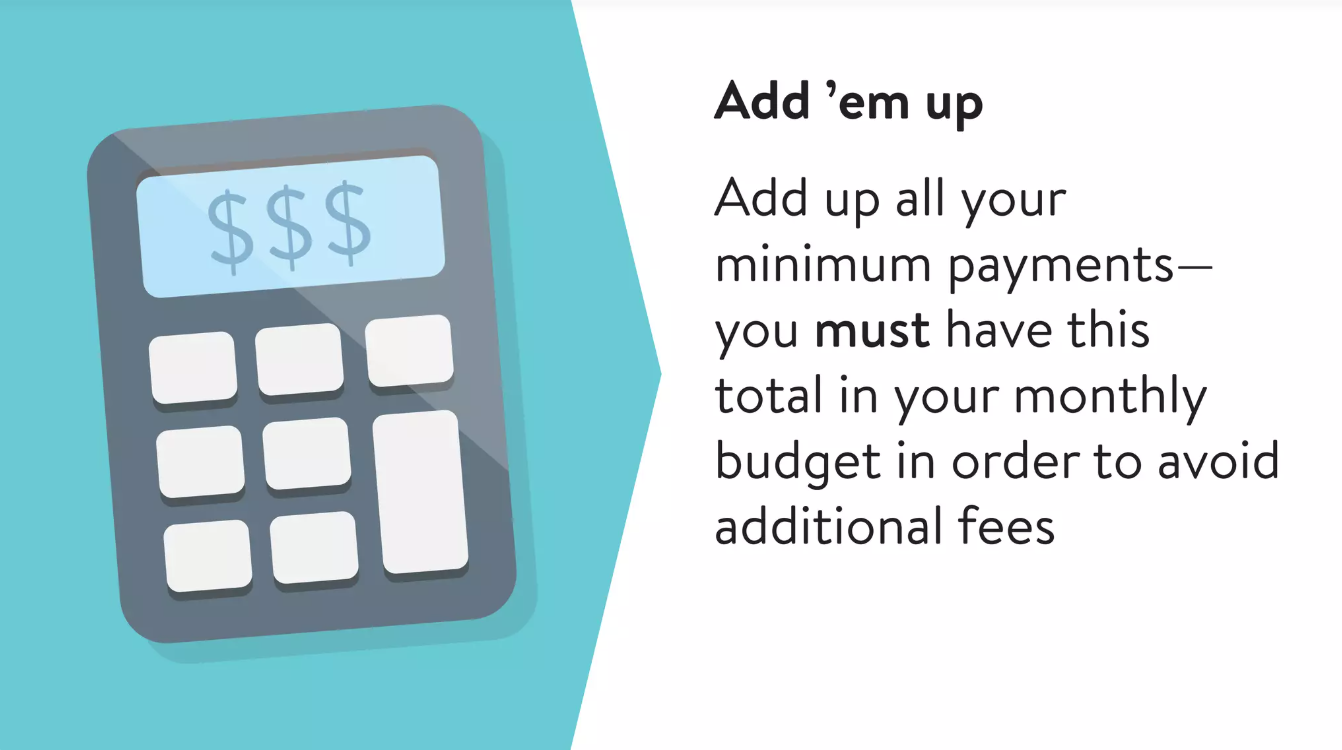 $$$
Add ’em up
Add up all your
minimum payments—
you must have this
total in your monthly
budget in order to avoid
additional fees